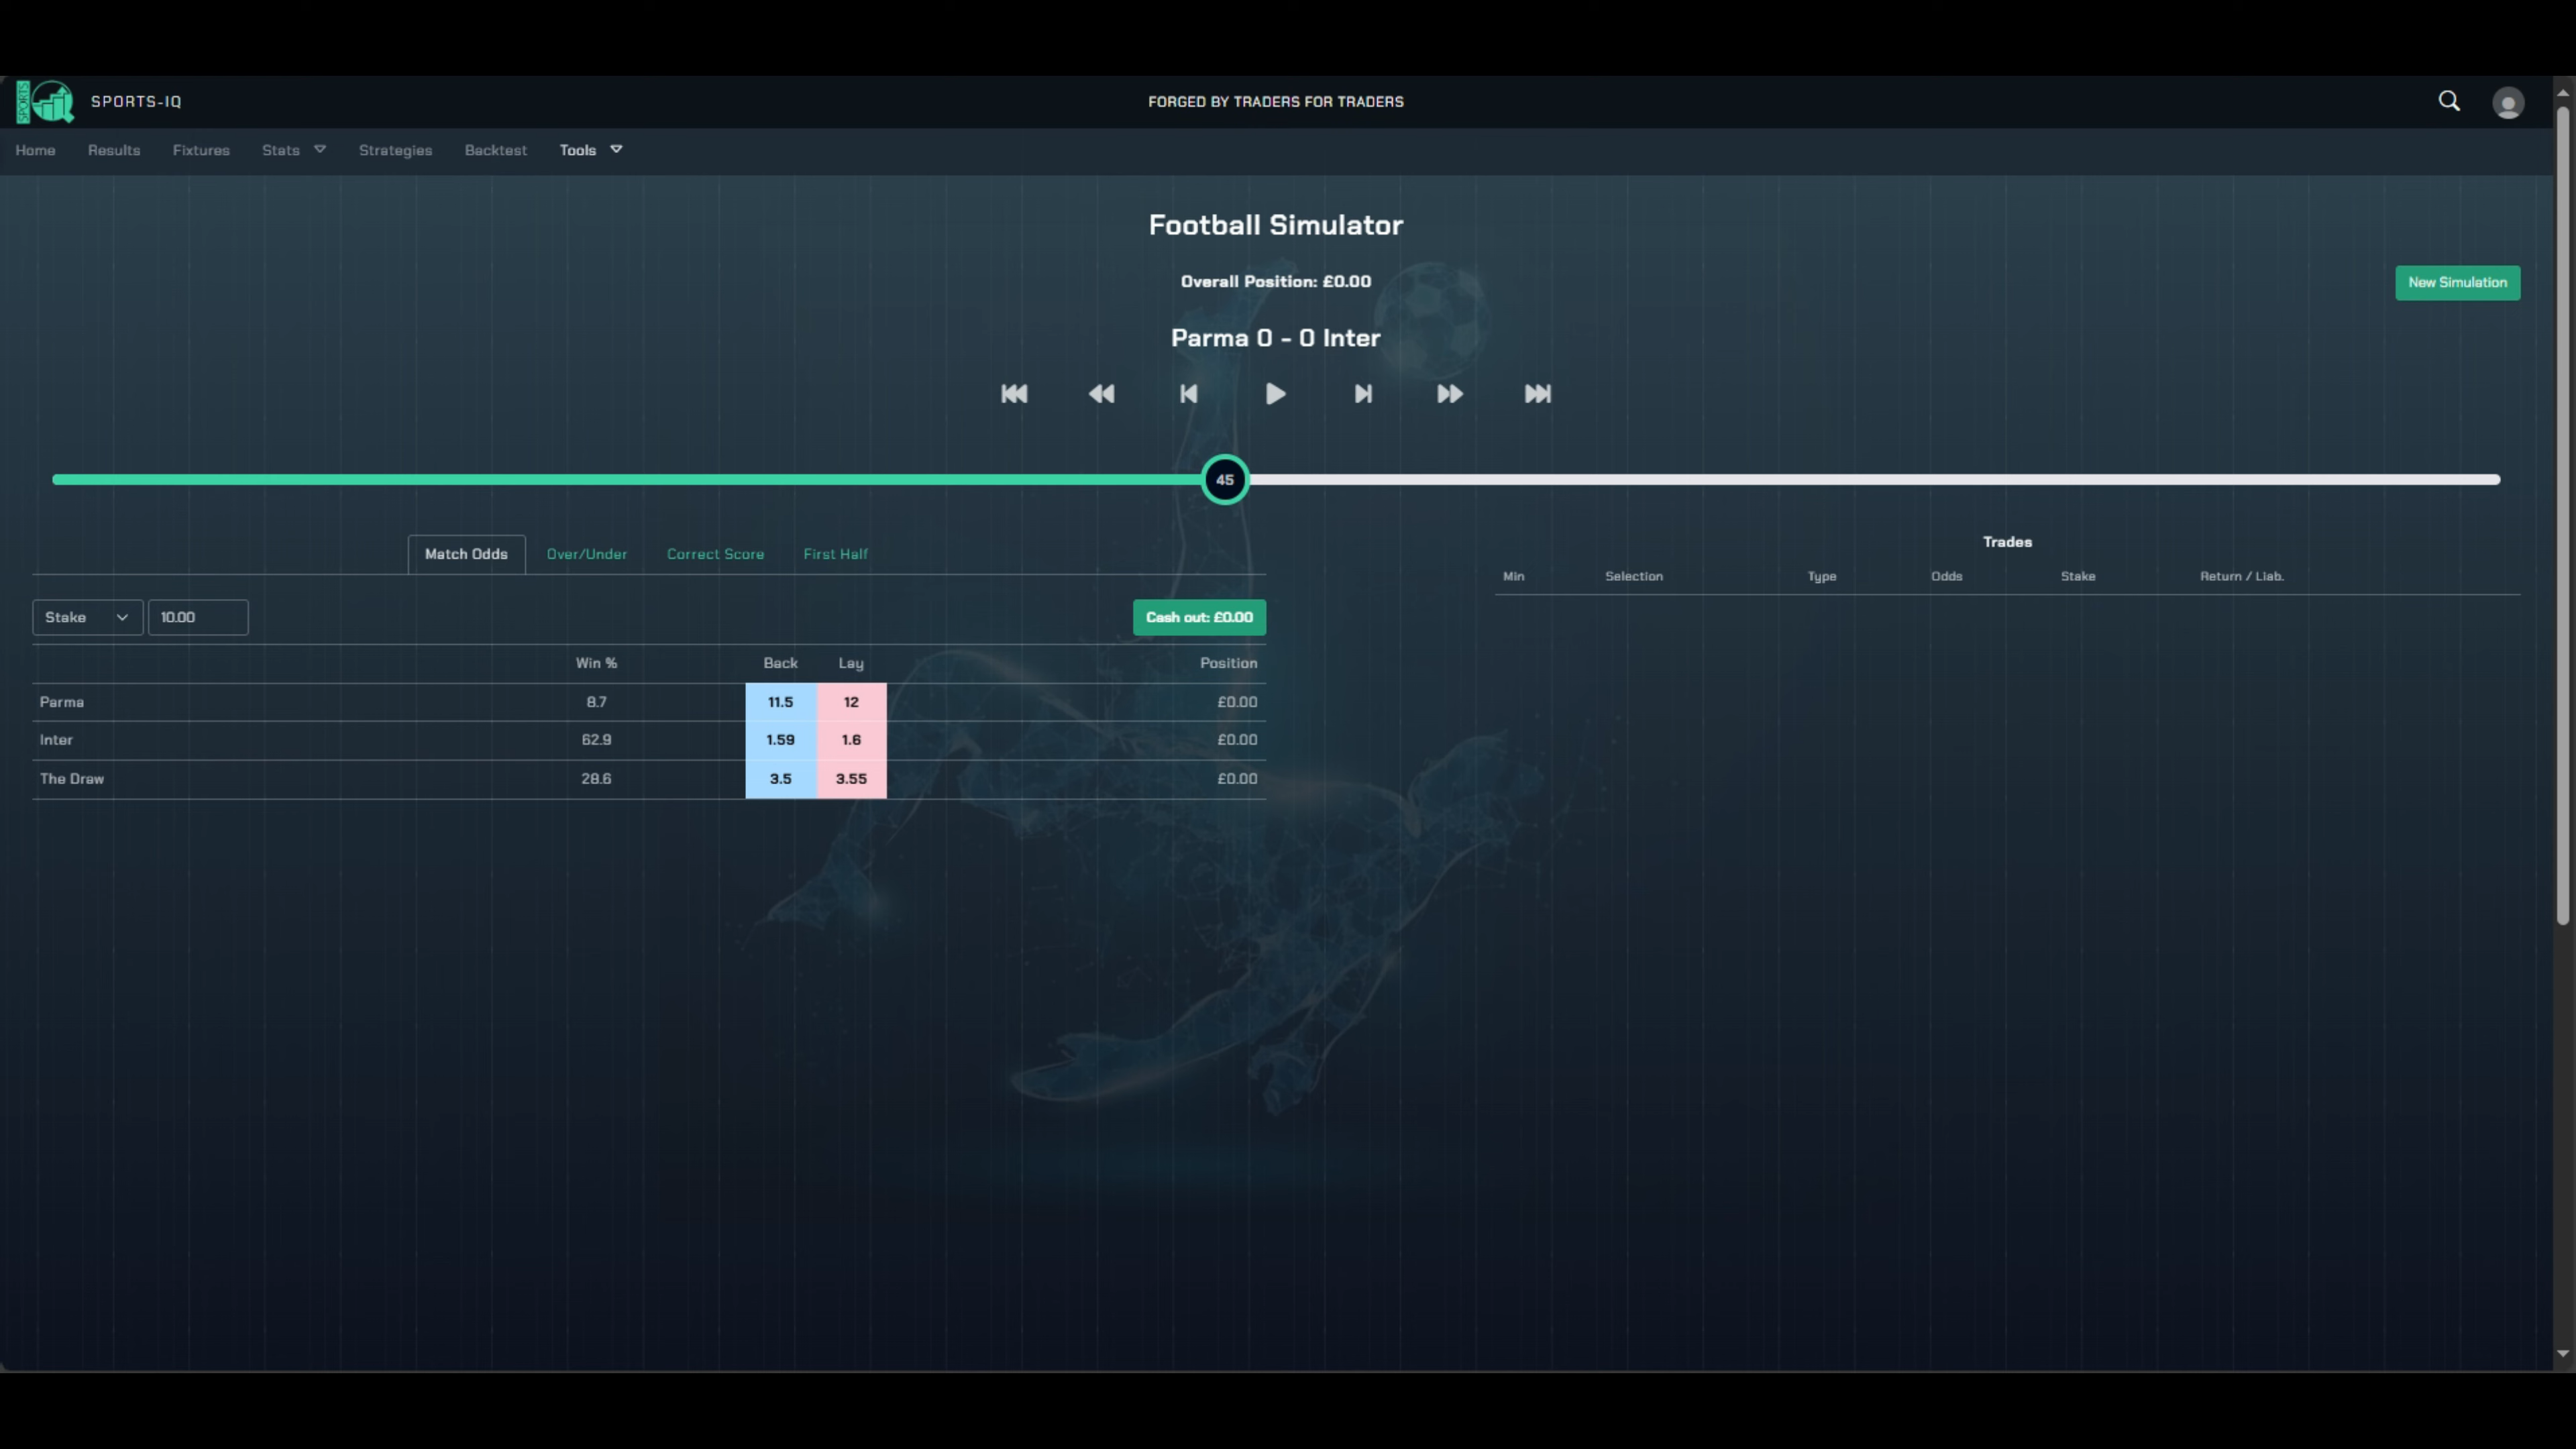 SPORTS
SPORTS-IQ
FORGED BY TRADERS FOR TRADERS
Home Results Fixtures Stats Strategies Backtest Tools
Football Simulator
Overall Position: £0.00
New Simulation
Parma 0 - 0 Inter
45
Match Odds Over/Under Correct Score First Half
Trades
Min Selection Type Odds Stake Return / Liab.
Stake 10.00 Cash out: £0.00
Win % Back Lay Position
Parma 8.7 11.5 12 £0.00
Inter 62.9 1.59 1.6 £0.00
The Draw 28.6 3.5 3.55 £0.00